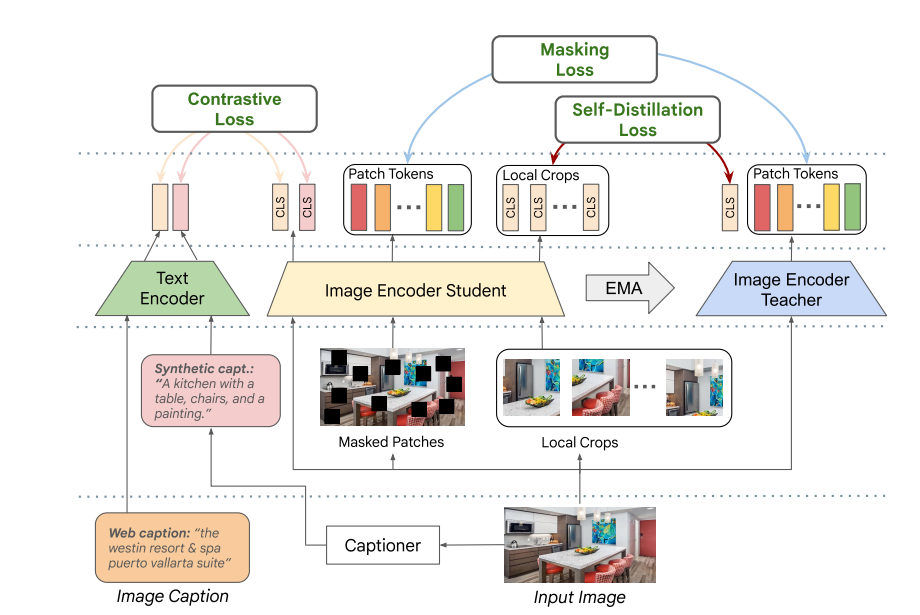 Masking
Loss
Contrastive
Loss
Self-Distillation
Loss
CLS
CLS
Patch Tokens
Local Crops
CLS
CLS
CLS
CLS
Patch Tokens
Text
Encoder
Image Encoder Student
EMA
Image Encoder
Teacher
Synthetic capt.:
“A kitchen with a
table, chairs, and a
painting.”
Masked Patches
Local Crops
Web caption: “the
westin resort & spa
puerto vallarta suite”
Captioner
Image Caption
Input Image